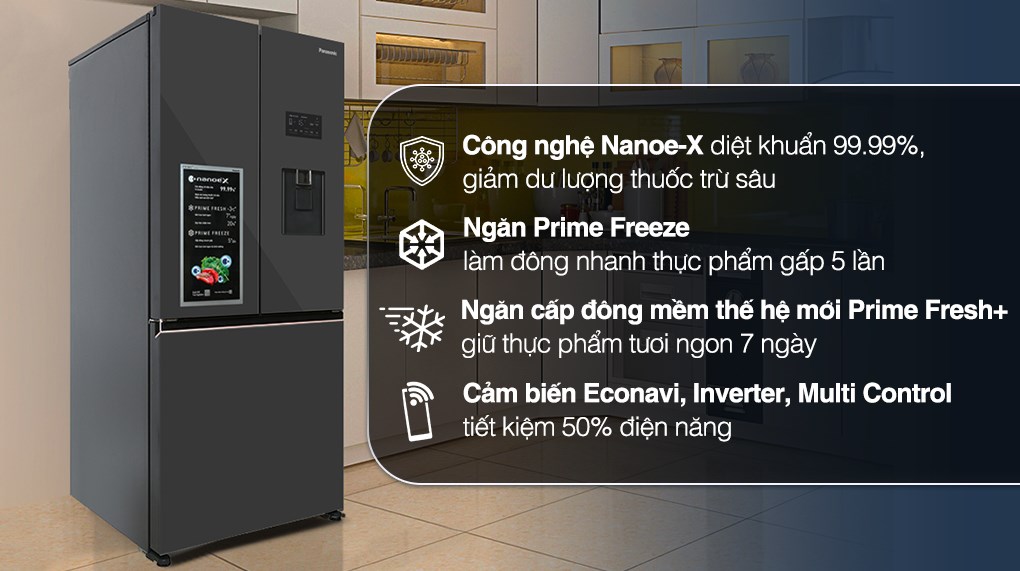 Panasonic
nanoe X
99.99%
PRIME FRESH
PRIME FREEZE
Công nghệ Nanoe-X diệt khuẩn 99.99%,
giảm dư lượng thuốc trừ sâu
Ngăn Prime Freeze
làm đông nhanh thực phẩm gấp 5 lần
Ngăn cấp đông mềm thế hệ mới Prime Fresh+
giữ thực phẩm tươi ngon 7 ngày
Cảm biến Econavi, Inverter, Multi Control
tiết kiệm 50% điện năng